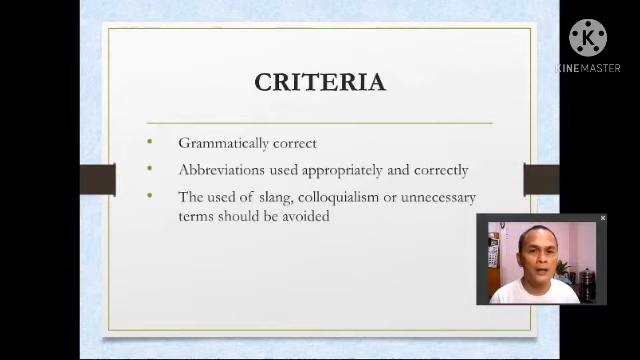 K
KINEMASTER
CRITERIA
Grammatically correct
Abbreviations used appropriately and correctly
The used of slang, colloquialism or unnecessary
terms should be avoided